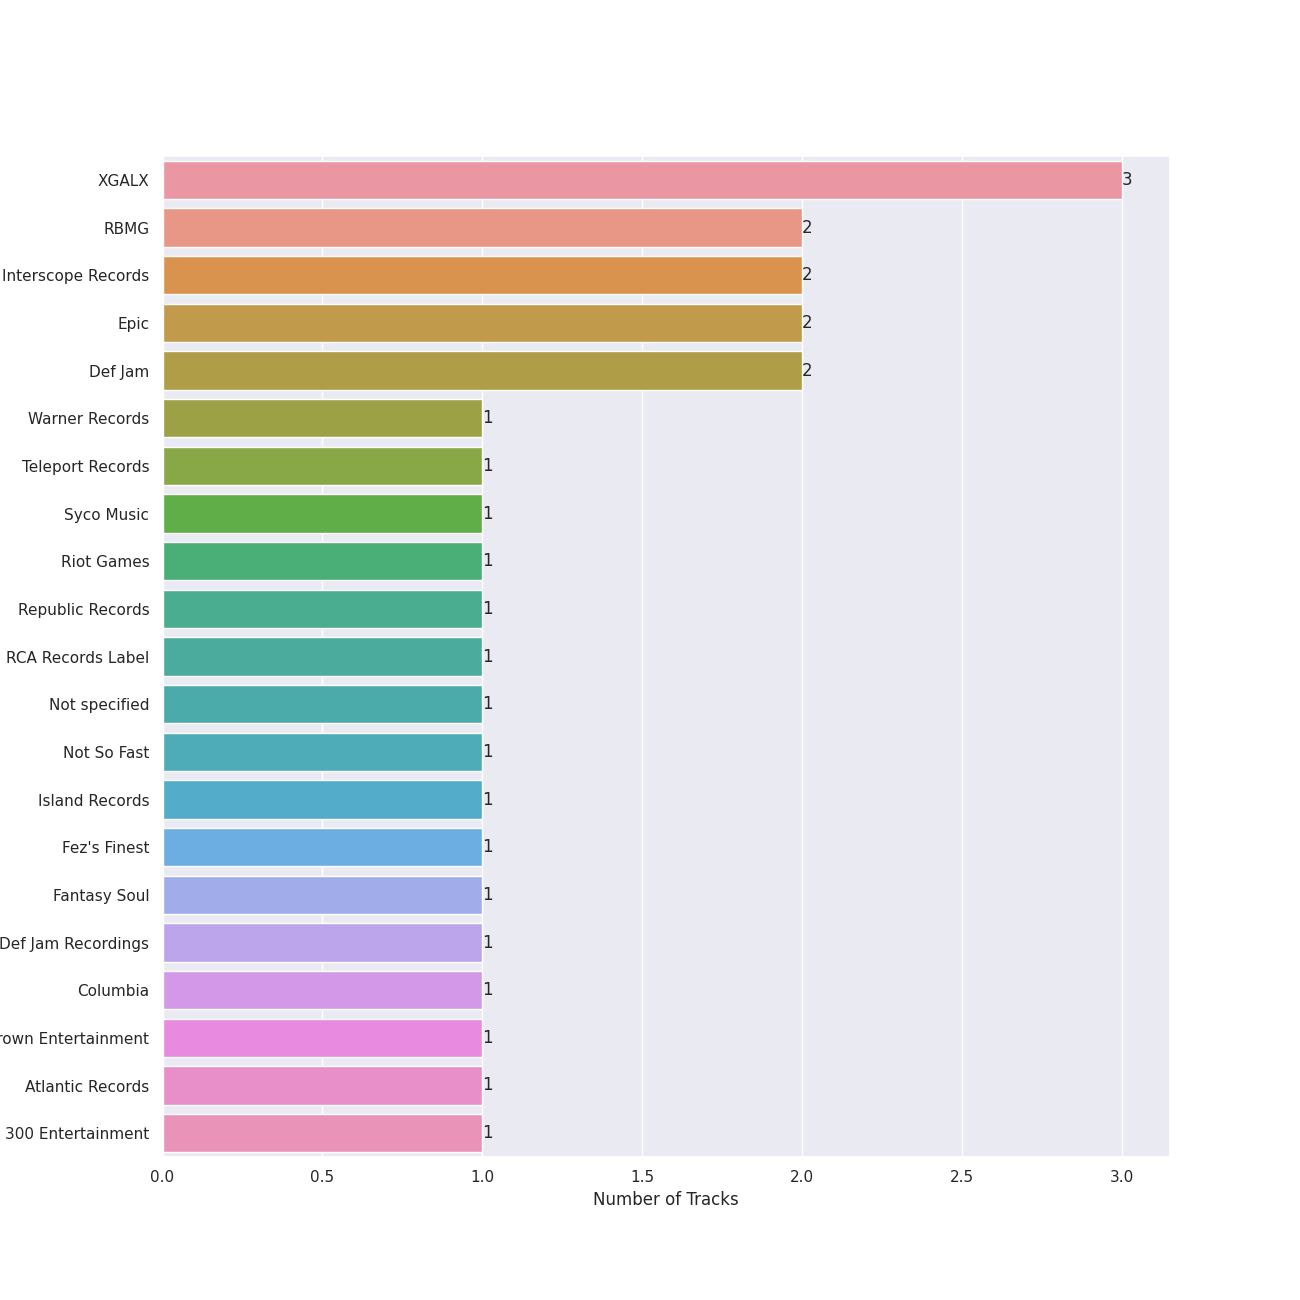 XGALX 3
RBMG 2
Interscope Records 2
Epic 2
Def Jam 2
Warner Records 1
Teleport Records 1
Syco Music 1
Riot Games 1
Republic Records 1
RCA Records Label 1
Not specified 1
Not So Fast 1
Island Records 1
Fez's Finest 1
Fantasy Soul 1
Def Jam Recordings 1
Columbia 1
Entertainment 1
Atlantic Records 1
300 Entertainment 1
0.0 0.5 1.0 1.5 2.0 2.5 3.0
Number of Tracks